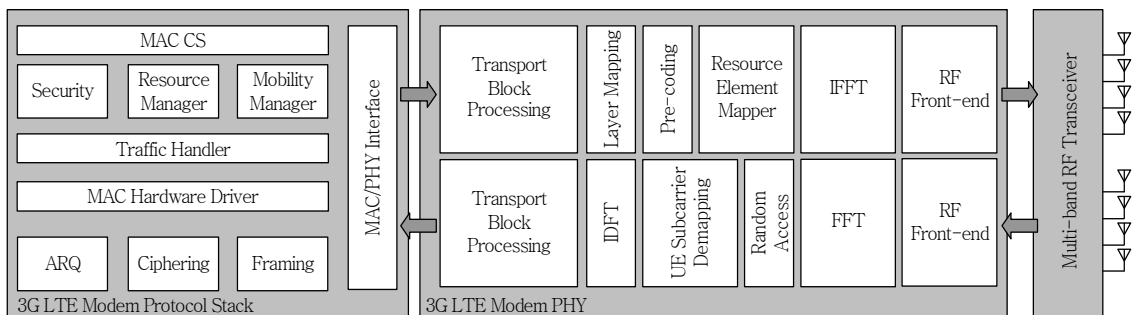 MAC CS
Security
Resource
Manager
Mobility
Manager
Traffic Handler
MAC Hardware Driver
ARQ
Ciphering
Framing
3G LTE Modem Protocol Stack
MAC/PHY Interface
Transport
Block
Processing
Layer Mapping
Pre-coding
Resource
Element
Mapper
IFFT
RF
Front-end
Transport
Block
Processing
IDFT
UE Subcarrier
Demapping
Random
Access
FFT
RF
Front-end
3G LTE Modem PHY
Multi-band RF Transceiver